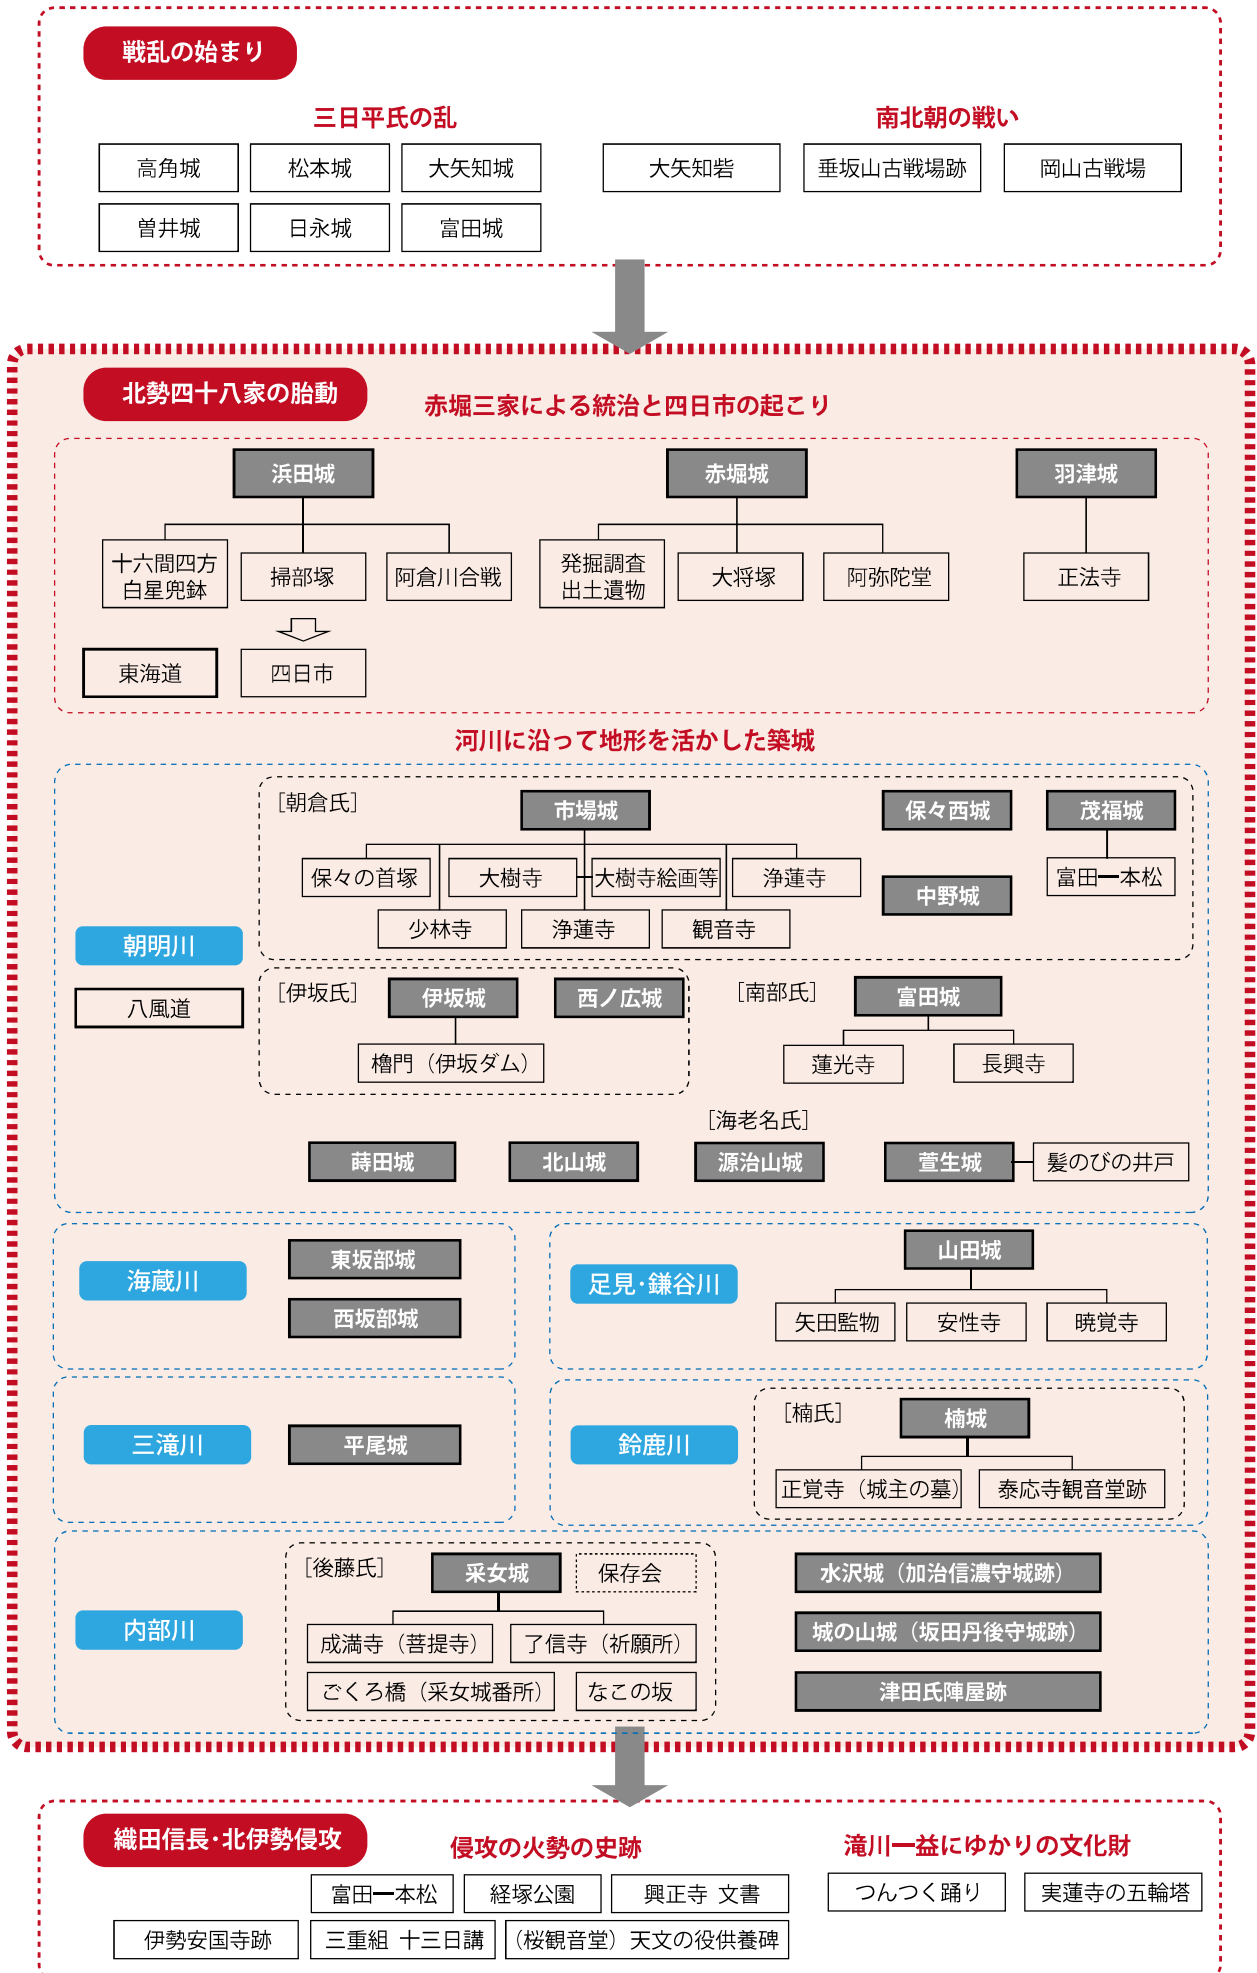 戦乱の始まり
三日平氏の乱
南北朝の戦い
高角城
松本城
大矢知城
大矢知砦
垂坂山古戦場跡
岡山古戦場
曽井城
日永城
富田城
北勢四十八家の胎動
赤堀三家による統治と四日市の起こり
浜田城
赤堀城
羽津城
十六間四方
白星兜鉢
掃部塚
阿倉川合戦
発掘調査
出土遺物
大将塚
阿弥陀堂
正法寺
東海道
四日市
河川に沿って地形を活かした築城
[朝倉氏]
市場城
保々西城
茂福城
保々の首塚
大樹寺
大樹寺絵画等
浄蓮寺
富田一本松
中野城
少林寺
浄蓮寺
観音寺
朝明川
八風道
[伊坂氏]
伊坂城
西ノ広城
[南部氏]
富田城
櫓門（伊坂ダム）
蓮光寺
長興寺
[海老名氏]
蒔田城
北山城
源治山城
萱生城
髪のびの井戸
海蔵川
東坂部城
西坂部城
足見・鎌谷川
山田城
矢田監物
安性寺
暁覚寺
三滝川
平尾城
鈴鹿川
[楠氏]
楠城
正覚寺（城主の墓）
泰応寺観音堂跡
内部川
[後藤氏]
采女城
保存会
成満寺（菩提寺）
了信寺（祈願所）
ごくろ橋（采女城番所）
なこの坂
水沢城（加治信濃守城跡）
城の山城（坂田丹後守城跡）
津田氏陣屋跡
織田信長・北伊勢侵攻
侵攻の火勢の史跡
滝川一益にゆかりの文化財
富田一本松
経塚公園
興正寺 文書
つんつく踊り
実蓮寺の五輪塔
伊勢安国寺跡
三重組 十三日講
（桜観音堂）天文の役供養碑